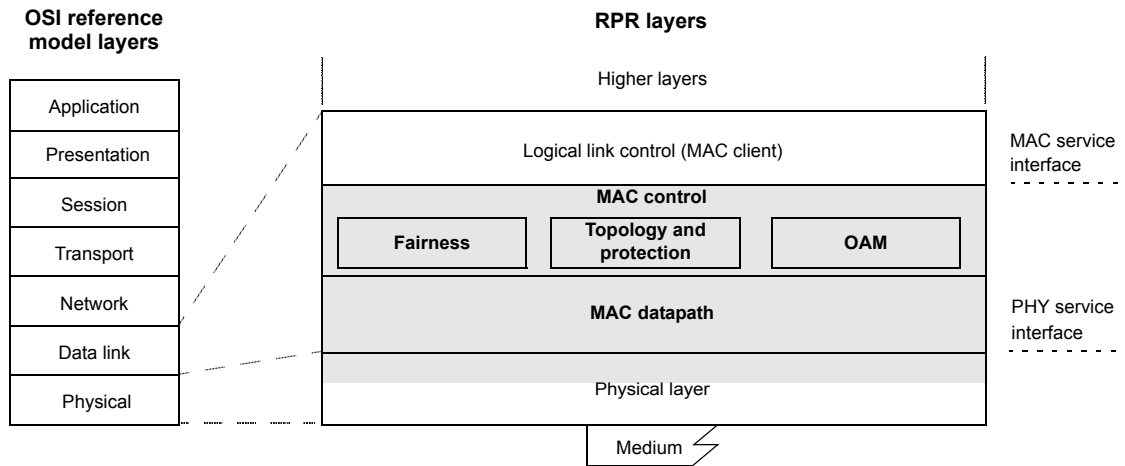 OSI reference
model layers
RPR layers
Application
Presentation
Session
Transport
Network
Data link
Physical
Higher layers
Logical link control (MAC client)
MAC control
Fairness
Topology and
protection
OAM
MAC datapath
Physical layer
Medium
MAC service
interface
PHY service
interface